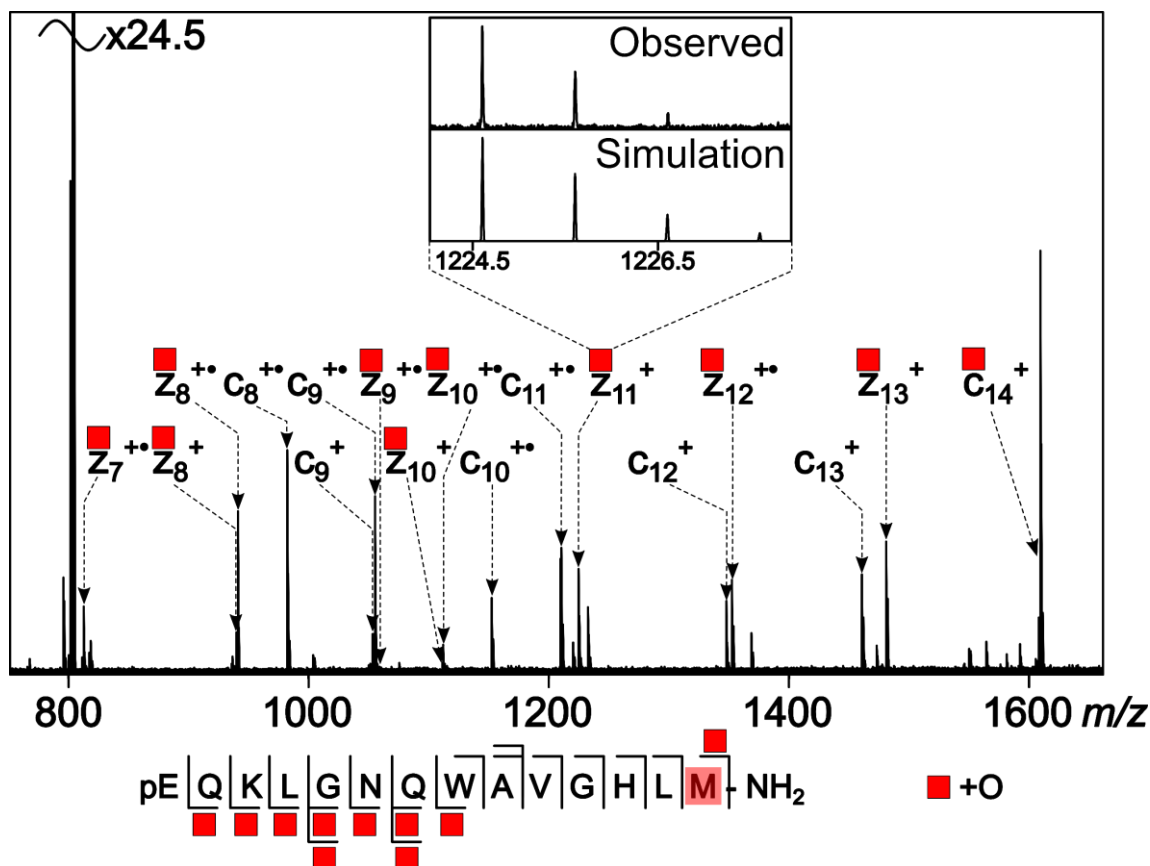 x24.5
Observed
Simulation
1224.5 1226.5
z8+• c8+• c9+• z9+• z10+• c11+• z11+ z12+• z13+ c14+
z7+• z8+ c9+ z10+ c10+• c12+ c13+
800 1000 1200 1400 1600 m/z
pE Q K L G N Q W A V G H L M - NH2
+O